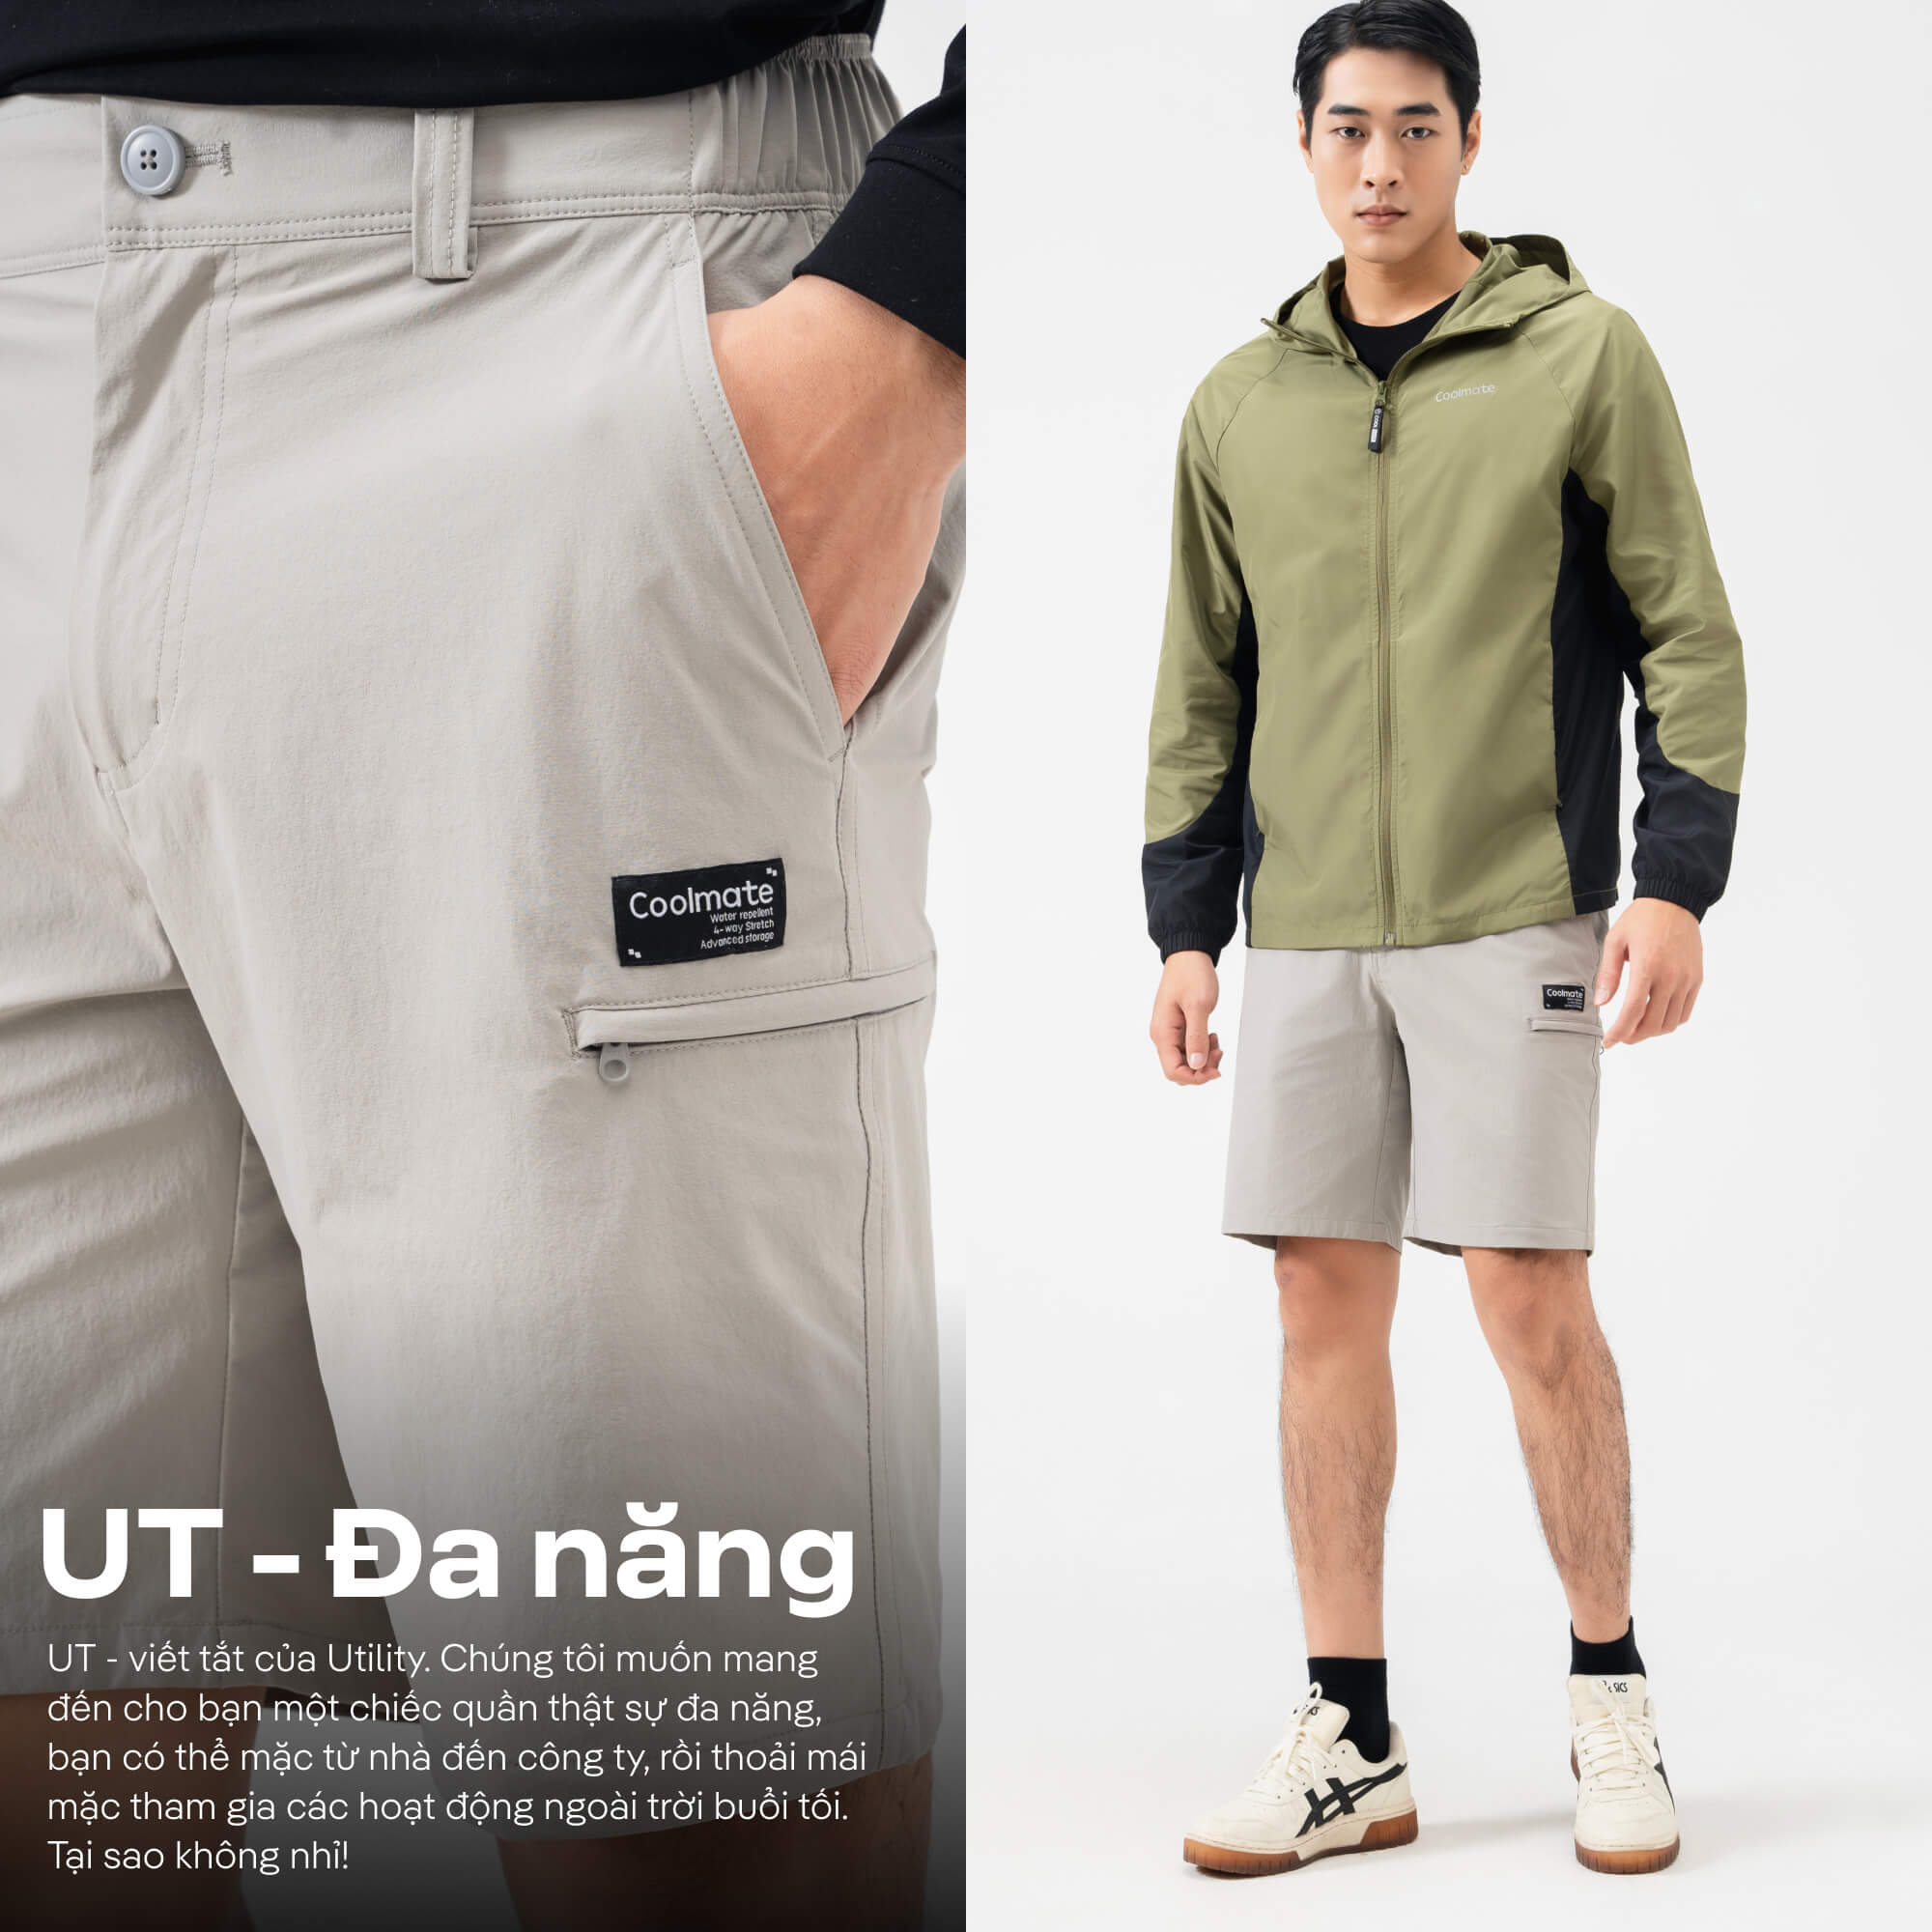 Coolmate
Water repellent
4-way Stretch
Advanced storage
UT - Đa năng
UT - viết tắt của Utility. Chúng tôi muốn mang
đến cho bạn một chiếc quần thật sự đa năng,
bạn có thể mặc từ nhà đến công ty, rồi thoải mái
mặc tham gia các hoạt động ngoài trời buổi tối.
Tại sao không nhỉ!
Coolmate
Coolmate